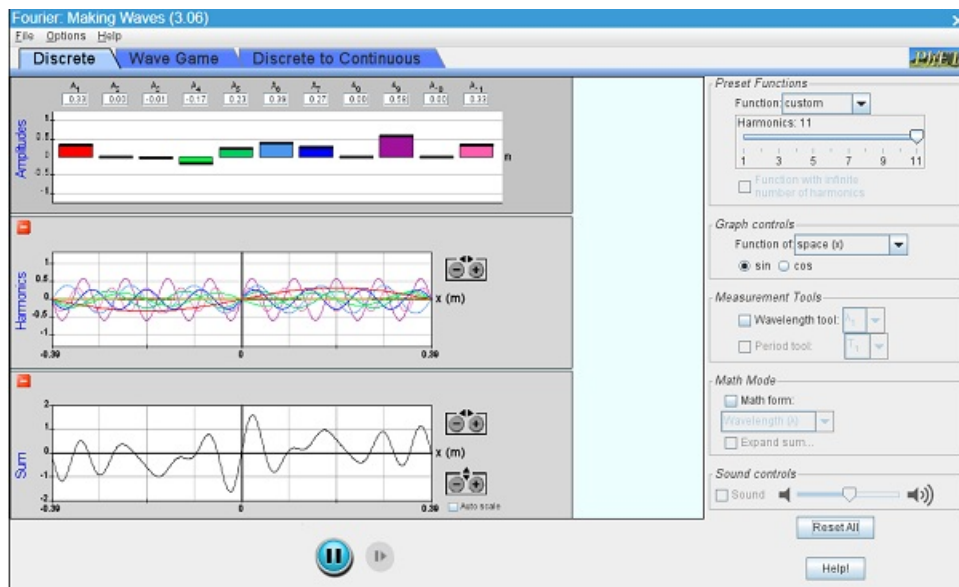 Fourier: Making Waves (3.06)
File Options Help
Discrete Wave Game Discrete to Continuous
A1 A2 A3 A4 A5 A6 A7 A8 A9
0.33 0.00 -0.01 -0.17 0.23 0.39 0.27 0.00 0.58 0.00 0.33
Amplitudes
1
0.5
0
-0.5
-1
n
Harmonics
1
0.5
0
-0.5
-1
x (m)
-0.39 0 0.39
Sum
2
1
0
-1
-2
x (m)
-0.39 0 0.39
Auto scale
Preset Functions
Function: custom
Harmonics: 11
1 3 5 7 9 11
Function with infinite
number of harmonics
Graph controls
Function of: space (x)
sin cos
Measurement Tools
Wavelength tool:
Period tool: T1
Math Mode
Math form:
Wavelength (λ)
Expand sum...
Sound controls
Sound
Reset All
Help!